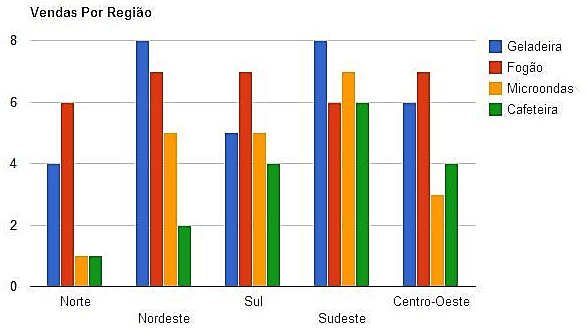 Vendas Por Região
8
6
4
2
0
Geladeira
Fogão
Microondas
Cafeteira
Norte
Nordeste
Sul
Sudeste
Centro-Oeste